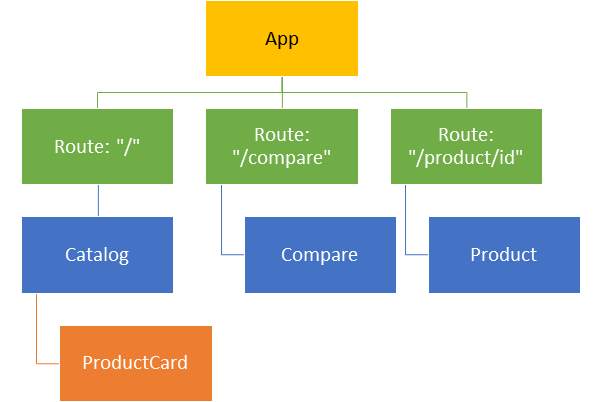 App
Route: "/"
Route:
"/compare"
Route:
"/product/id"
Catalog
Compare
Product
ProductCard